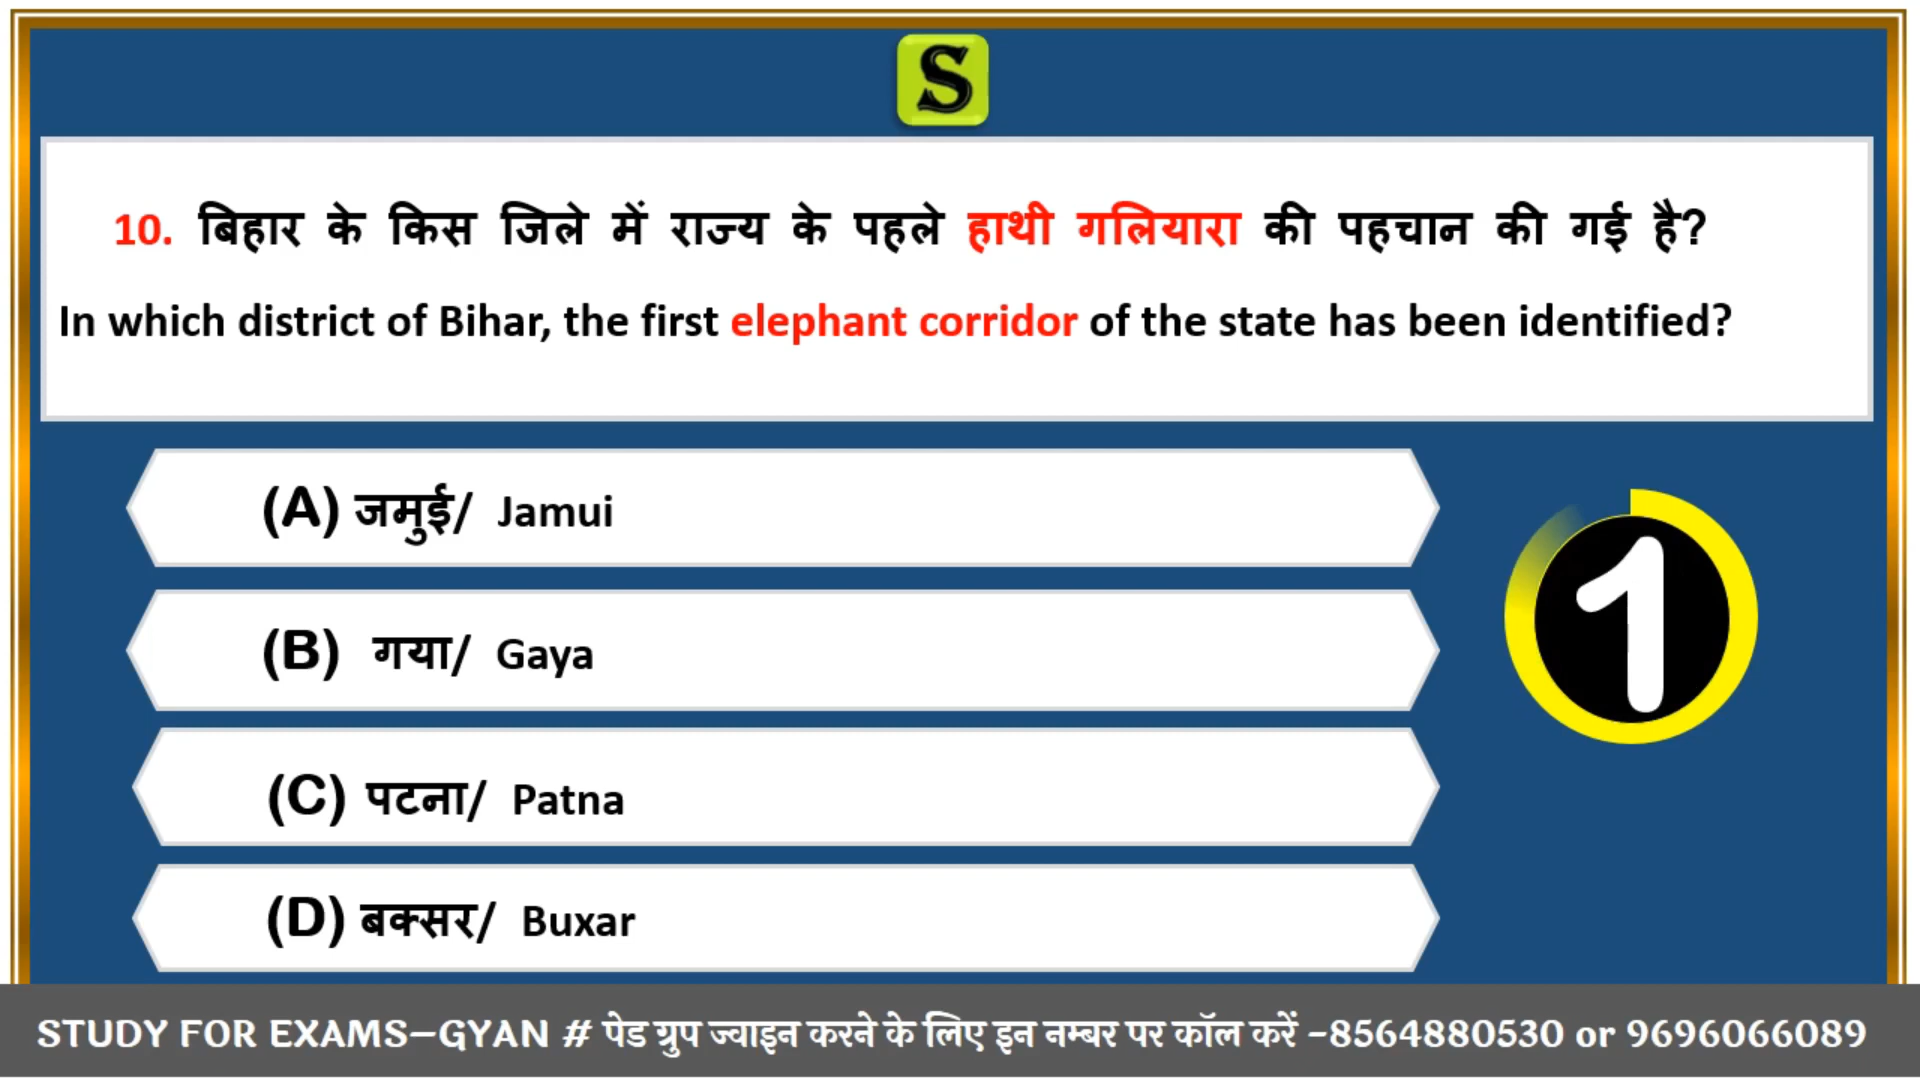 S
10. बिहार के किस जिले में राज्य के पहले हाथी गलियारा की पहचान की गई है?
In which district of Bihar, the first elephant corridor of the state has been identified?
(A) जमुई/ Jamui
1
(B) गया/ Gaya
(C) पटना/ Patna
(D) बक्सर/ Buxar
STUDY FOR EXAMS–GYAN # पेड ग्रुप ज्वाइन करने के लिए इन नम्बर पर कॉल करें –8564880530 or 9696066089